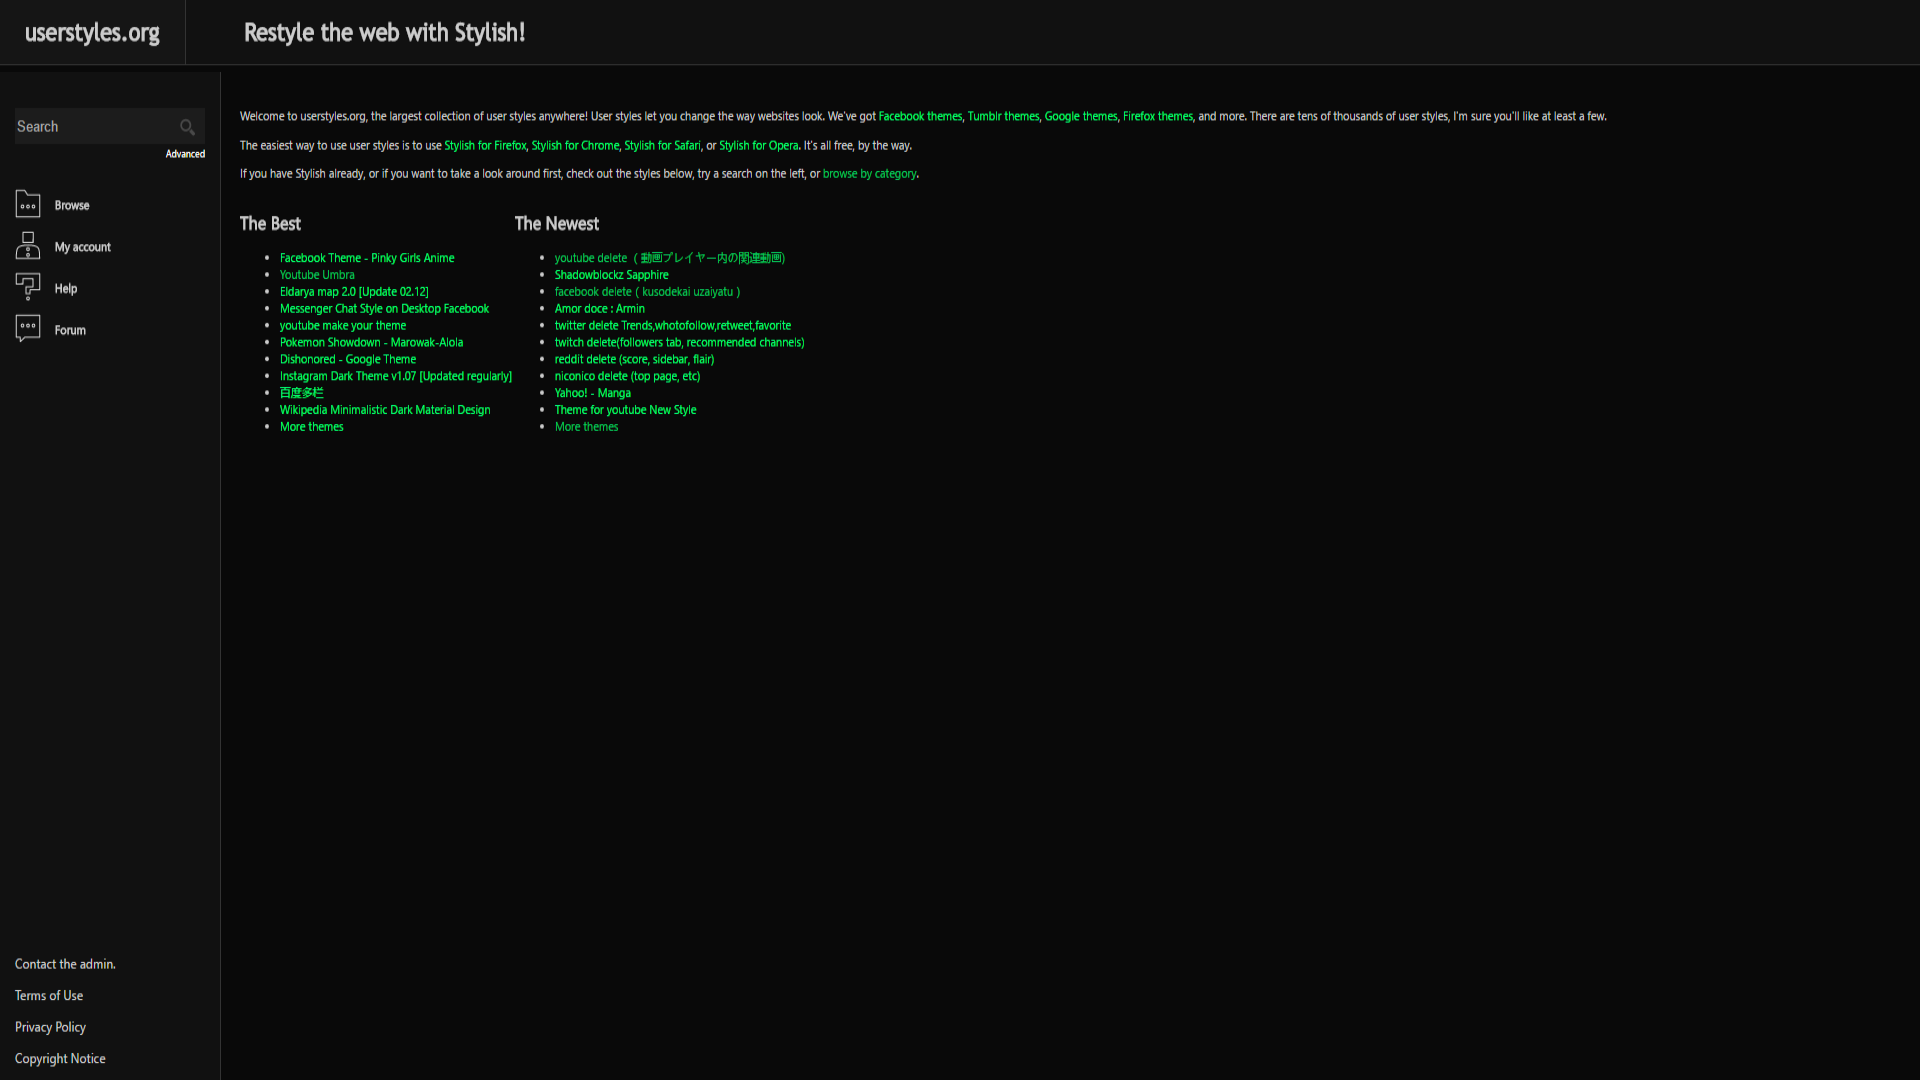 userstyles.org
Restyle the web with Stylish!
Search
Advanced
Browse
My account
Help
Forum
Welcome to userstyles.org, the largest collection of user styles anywhere! User styles let you change the way websites look. We've got Facebook themes, Tumblr themes, Google themes, Firefox themes, and more. There are tens of thousands of user styles, I'm sure you'll like at least a few.
The easiest way to use user styles is to use Stylish for Firefox, Stylish for Chrome, Stylish for Safari, or Stylish for Opera. It's all free, by the way.
If you have Stylish already, or if you want to take a look around first, check out the styles below, try a search on the left, or browse by category.
The Best
Facebook Theme - Pinky Girls Anime
Youtube Umbra
Eldarya map 2.0 [Update 02.12]
Messenger Chat Style on Desktop Facebook
youtube make your theme
Pokemon Showdown - Marowak-Alola
Dishonored - Google Theme
Instagram Dark Theme v1.07 [Updated regularly]
百度多栏
Wikipedia Minimalistic Dark Material Design
More themes
The Newest
youtube delete（動画プレイヤー内の関連動画)
Shadowblockz Sapphire
facebook delete ( kusodekai uzaiyatu )
Amor doce : Armin
twitter delete Trends,whotofollow,retweet,favorite
twitch delete(followers tab, recommended channels)
reddit delete (score, sidebar, flair)
niconico delete (top page, etc)
Yahoo! - Manga
Theme for youtube New Style
More themes
Contact the admin.
Terms of Use
Privacy Policy
Copyright Notice